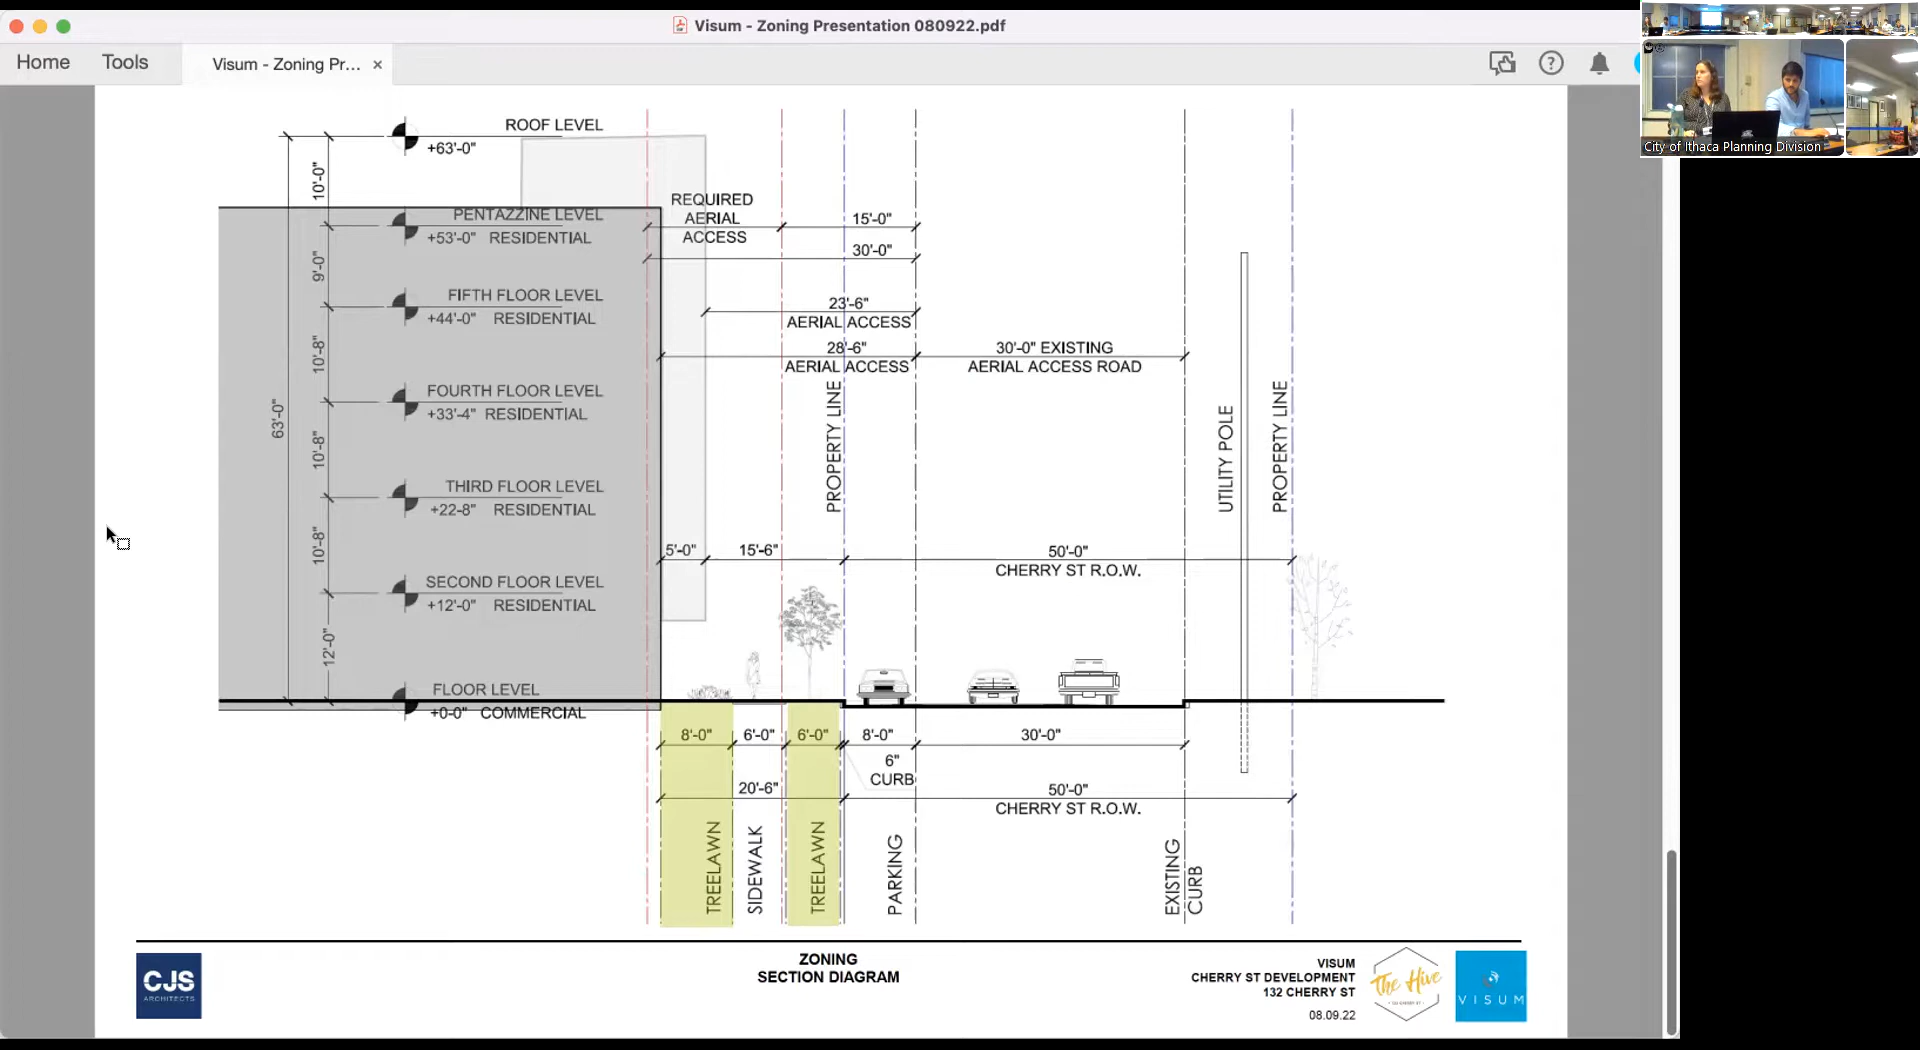 Visum - Zoning Presentation 080922.pdf
Home
Tools
Visum - Zoning Pr... ×
City of Ithaca Planning Division
ROOF LEVEL
+63'-0"
10'-0"
PENTAZZINE LEVEL
+53'-0" RESIDENTIAL
9'-0"
FIFTH FLOOR LEVEL
+44'-0" RESIDENTIAL
10'-8"
FOURTH FLOOR LEVEL
+33'-4" RESIDENTIAL
63'-0"
10'-8"
THIRD FLOOR LEVEL
+22-8" RESIDENTIAL
10'-8"
SECOND FLOOR LEVEL
+12'-0" RESIDENTIAL
12'-0"
FLOOR LEVEL
+0-0" COMMERCIAL
REQUIRED
AERIAL
ACCESS
15'-0"
30'-0"
23'-6"
AERIAL ACCESS
28'-6"
AERIAL ACCESS
30'-0" EXISTING
AERIAL ACCESS ROAD
PROPERTY LINE
UTILITY POLE
PROPERTY LINE
5'-0"
15'-6"
50'-0"
CHERRY ST R.O.W.
8'-0"
6'-0"
6'-0"
8'-0"
30'-0"
6"
CURB
20'-6"
50'-0"
CHERRY ST R.O.W.
TREELAWN
SIDEWALK
TREELAWN
PARKING
EXISTING
CURB
CJS
ARCHITECTS
ZONING
SECTION DIAGRAM
VISUM
CHERRY ST DEVELOPMENT
132 CHERRY ST
08.09.22
The Hive
VISUM